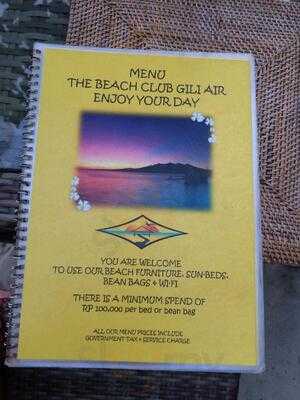 MENU
THE BEACH CLUB GILI AIR
ENJOY YOUR DAY
YOU ARE WELCOME
TO USE OUR BEACH FURNITURE, SUN-BEDS,
BEAN BAGS & WI-FI
THERE IS A MINIMUM SPEND OF
RP 100,000 per bed or bean bag
ALL OUR MENU PRICES INCLUDE
GOVERNMENT TAX & SERVICE CHARGE